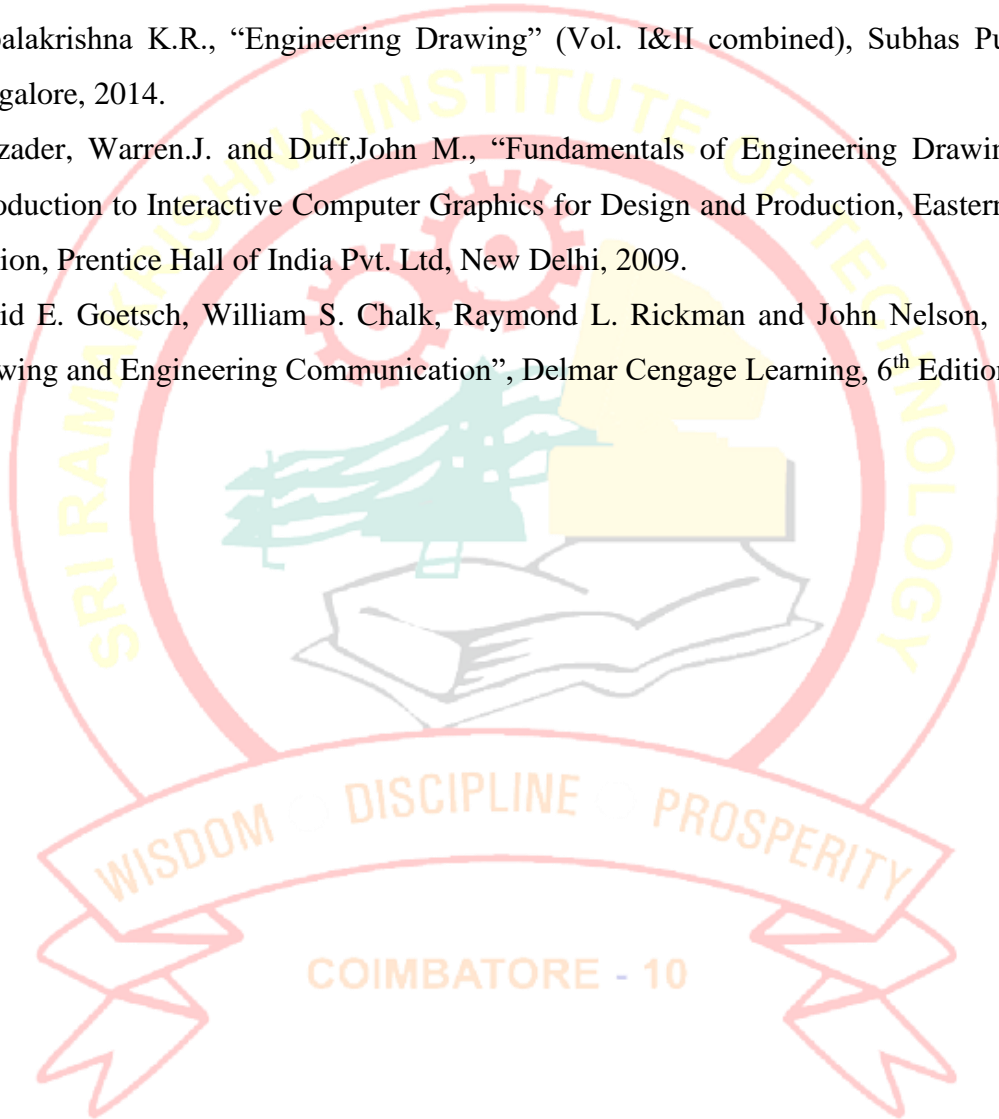 palakrishna K.R., “Engineering Drawing” (Vol. I&II combined), Subhas Pu
galore, 2014.
zader, Warren.J. and Duff,John M., “Fundamentals of Engineering Drawin
oduction to Interactive Computer Graphics for Design and Production, Eastern
tion, Prentice Hall of India Pvt. Ltd, New Delhi, 2009.
id E. Goetsch, William S. Chalk, Raymond L. Rickman and John Nelson,
wing and Engineering Communication”, Delmar Cengage Learning, 6th Edition
SRI RAMAKRISHNA INSTITUTE OF TECHNOLOGY
WISDOM DISCIPLINE PROSPERITY
COIMBATORE - 10